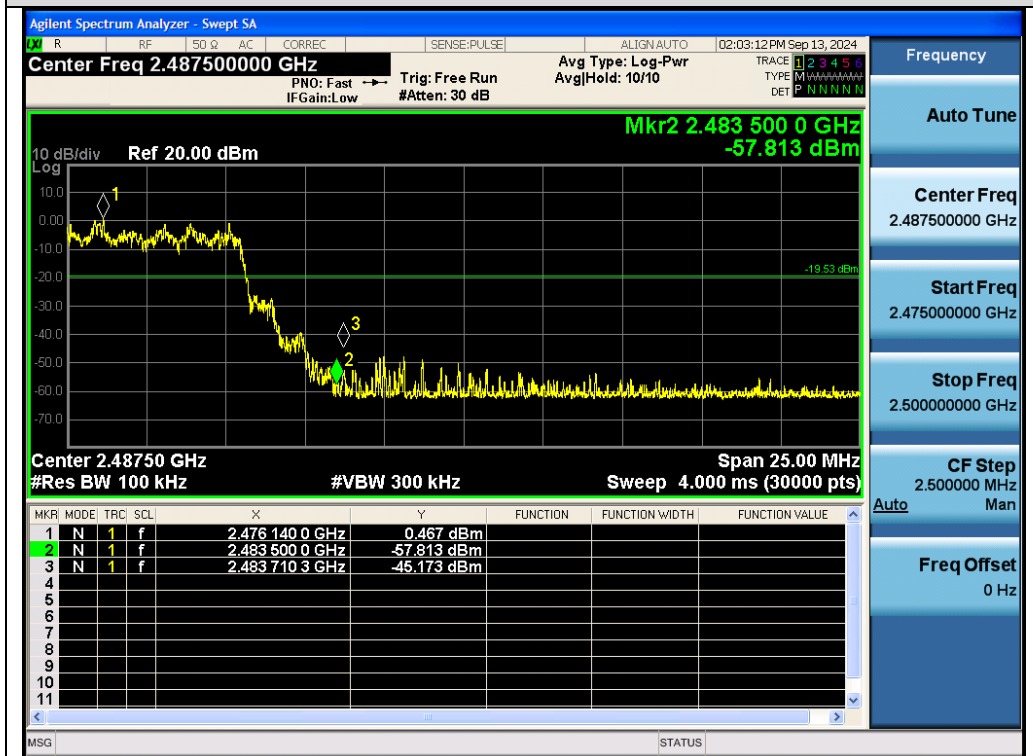 Agilent Spectrum Analyzer - Swept SA
LXI R RF 50 Ω AC CORREC SENSE:PULSE ALIGN AUTO 02:03:12 PM Sep 13, 2024
Center Freq 2.487500000 GHz
PNO: Fast
IFGain:Low
Trig: Free Run
#Atten: 30 dB
Avg Type: Log-Pwr
Avg|Hold: 10/10
TRACE 1 2 3 4 5 6
TYPE M
DET P N N N N N
Mkr2 2.483 500 0 GHz
-57.813 dBm
10 dB/div Ref 20.00 dBm
Log
10.0
0.00
-10.0
-20.0
-30.0
-40.0
-50.0
-60.0
-70.0
1
2
3
-19.53 dBm
Center 2.48750 GHz Span 25.00 MHz
#Res BW 100 kHz #VBW 300 kHz Sweep 4.000 ms (30000 pts)
MKR MODE TRC SCL X Y FUNCTION FUNCTION WIDTH FUNCTION VALUE
1 N 1 f 2.476 140 0 GHz 0.467 dBm
2 N 1 f 2.483 500 0 GHz -57.813 dBm
3 N 1 f 2.483 710 3 GHz -45.173 dBm
4
5
6
7
8
9
10
11
MSG STATUS
Frequency
Auto Tune
Center Freq
2.487500000 GHz
Start Freq
2.475000000 GHz
Stop Freq
2.500000000 GHz
CF Step
2.500000 MHz
Auto Man
Freq Offset
0 Hz